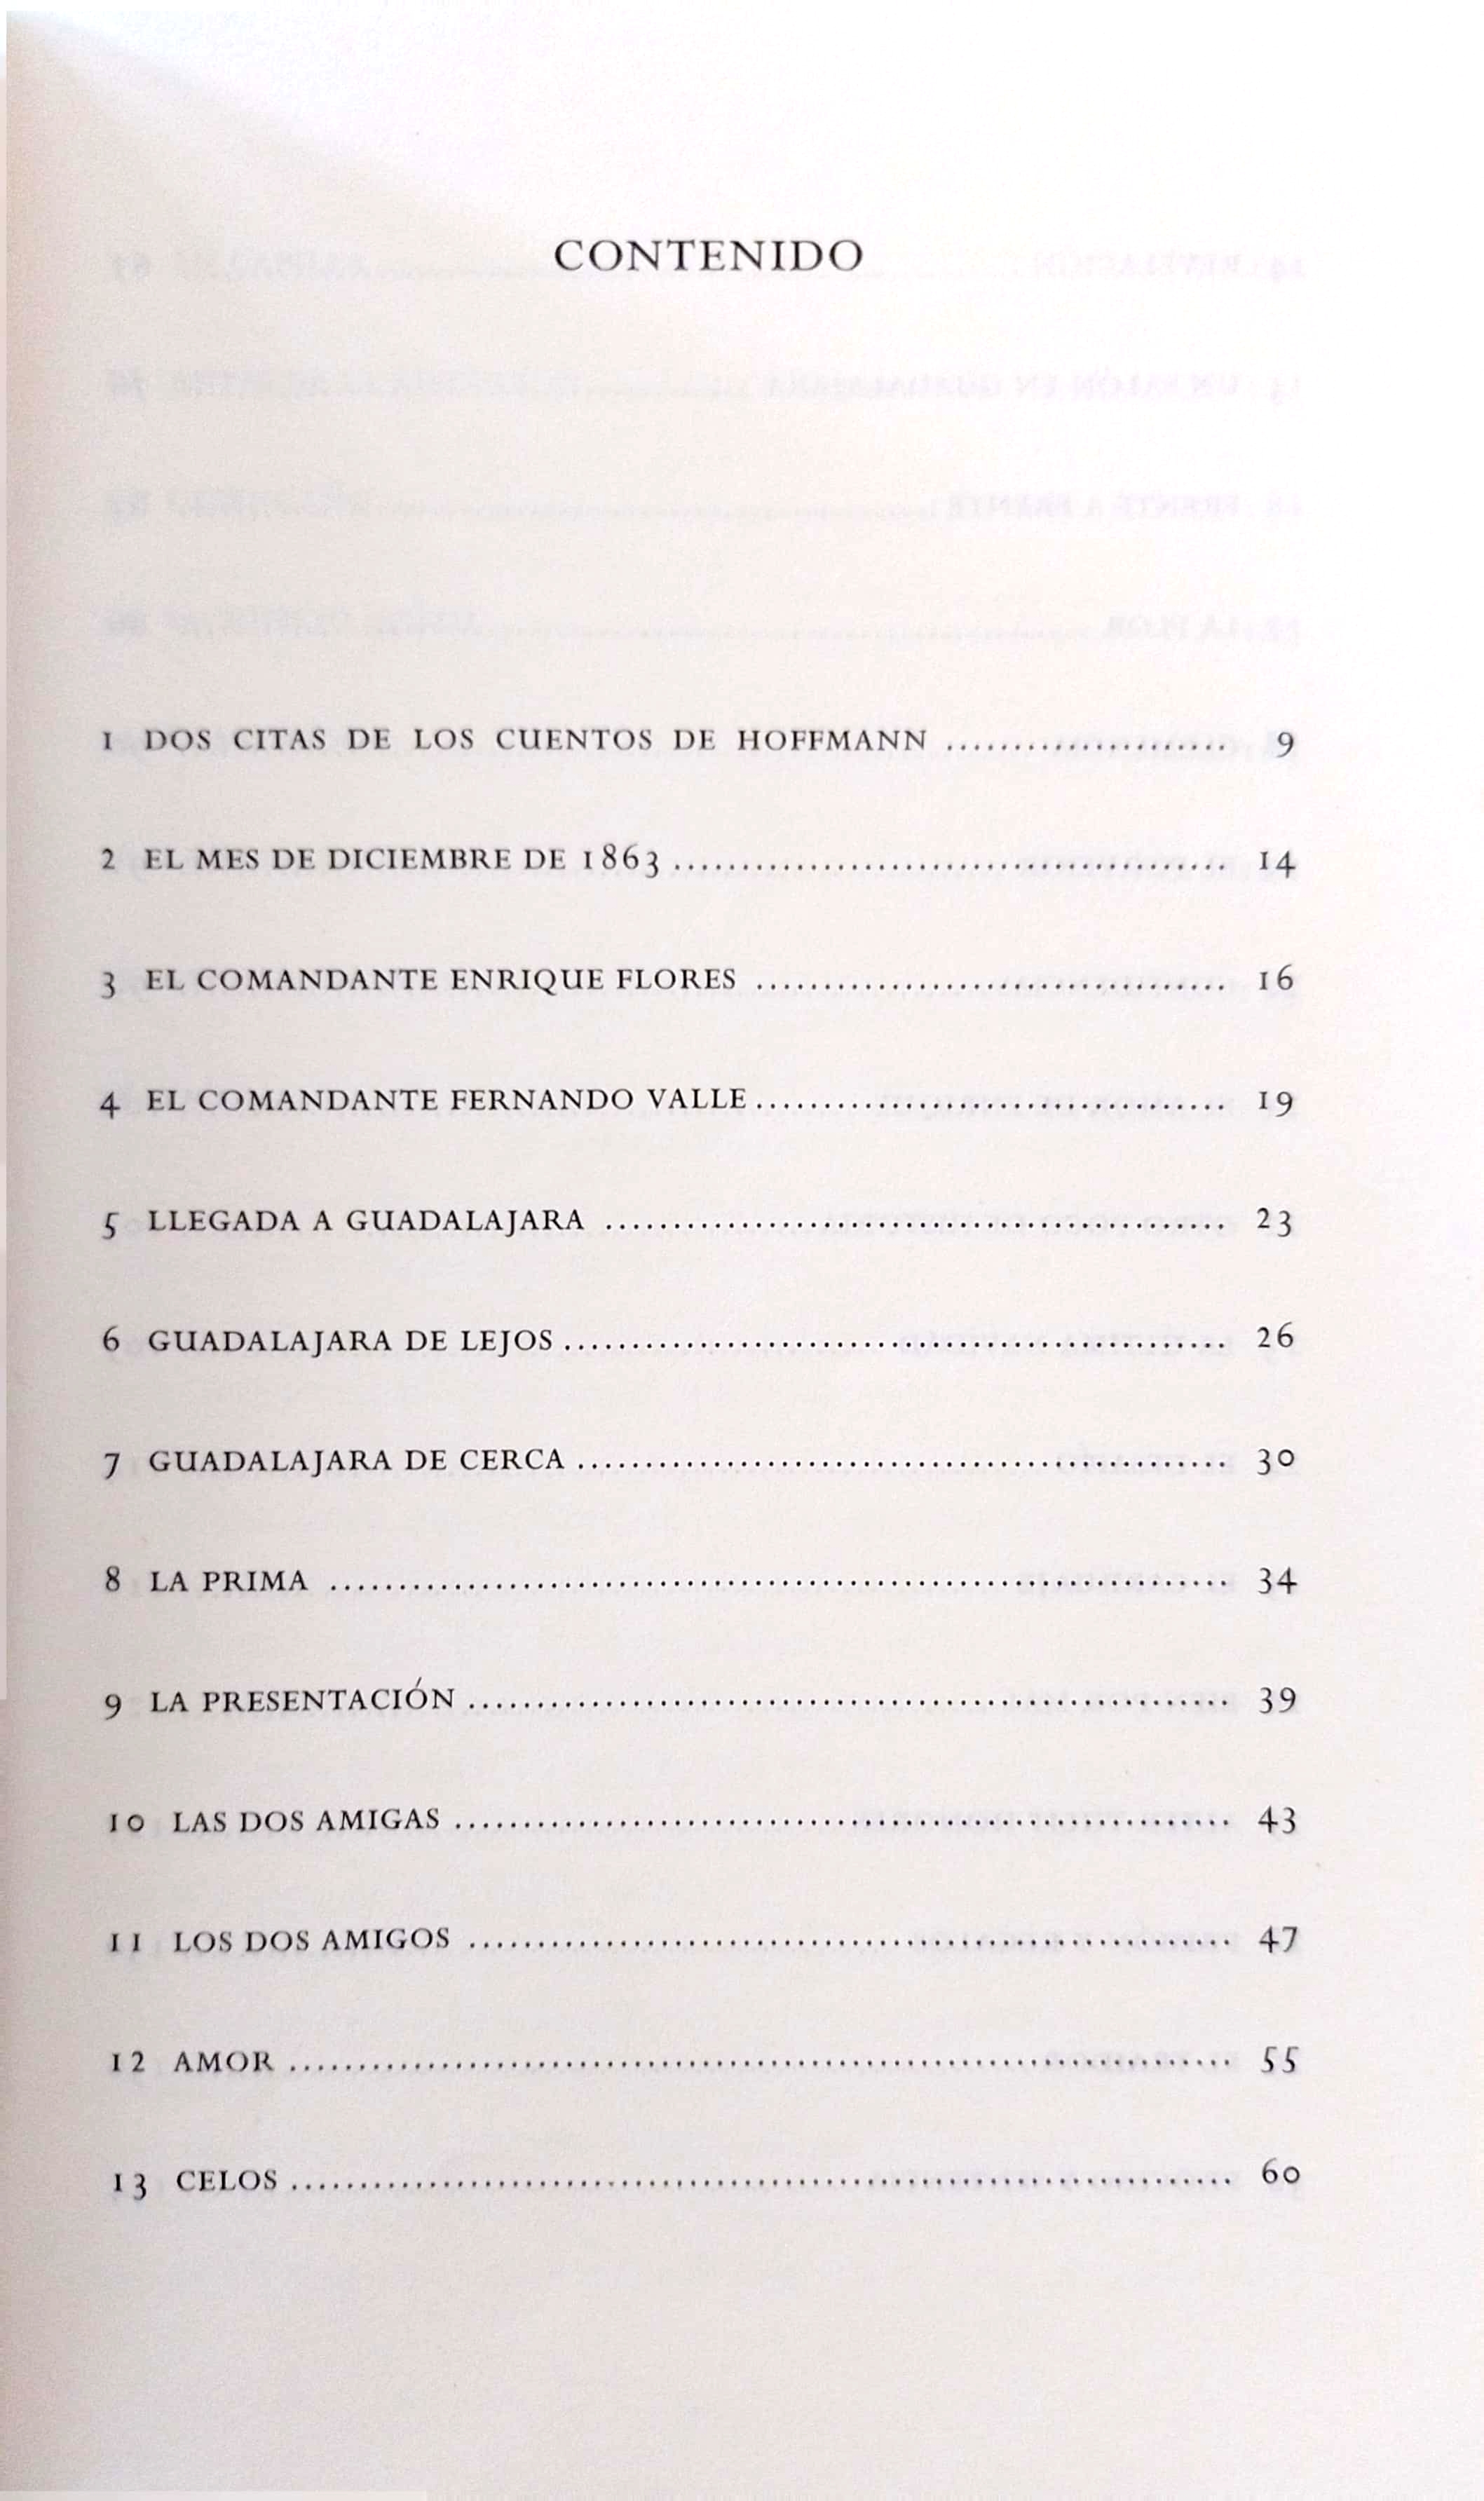 CONTENIDO
1 DOS CITAS DE LOS CUENTOS DE HOFFMANN ..................... 9
2 EL MES DE DICIEMBRE DE 1863 ......................................... 14
3 EL COMANDANTE ENRIQUE FLORES ................................... 16
4 EL COMANDANTE FERNANDO VALLE ................................... 19
5 LLEGADA A GUADALAJARA .............................................. 23
6 GUADALAJARA DE LEJOS ................................................. 26
7 GUADALAJARA DE CERCA ................................................ 30
8 LA PRIMA ................................................................... 34
9 LA PRESENTACIÓN ......................................................... 39
10 LAS DOS AMIGAS .......................................................... 43
11 LOS DOS AMIGOS ......................................................... 47
12 AMOR ...................................................................... 55
13 CELOS ...................................................................... 60